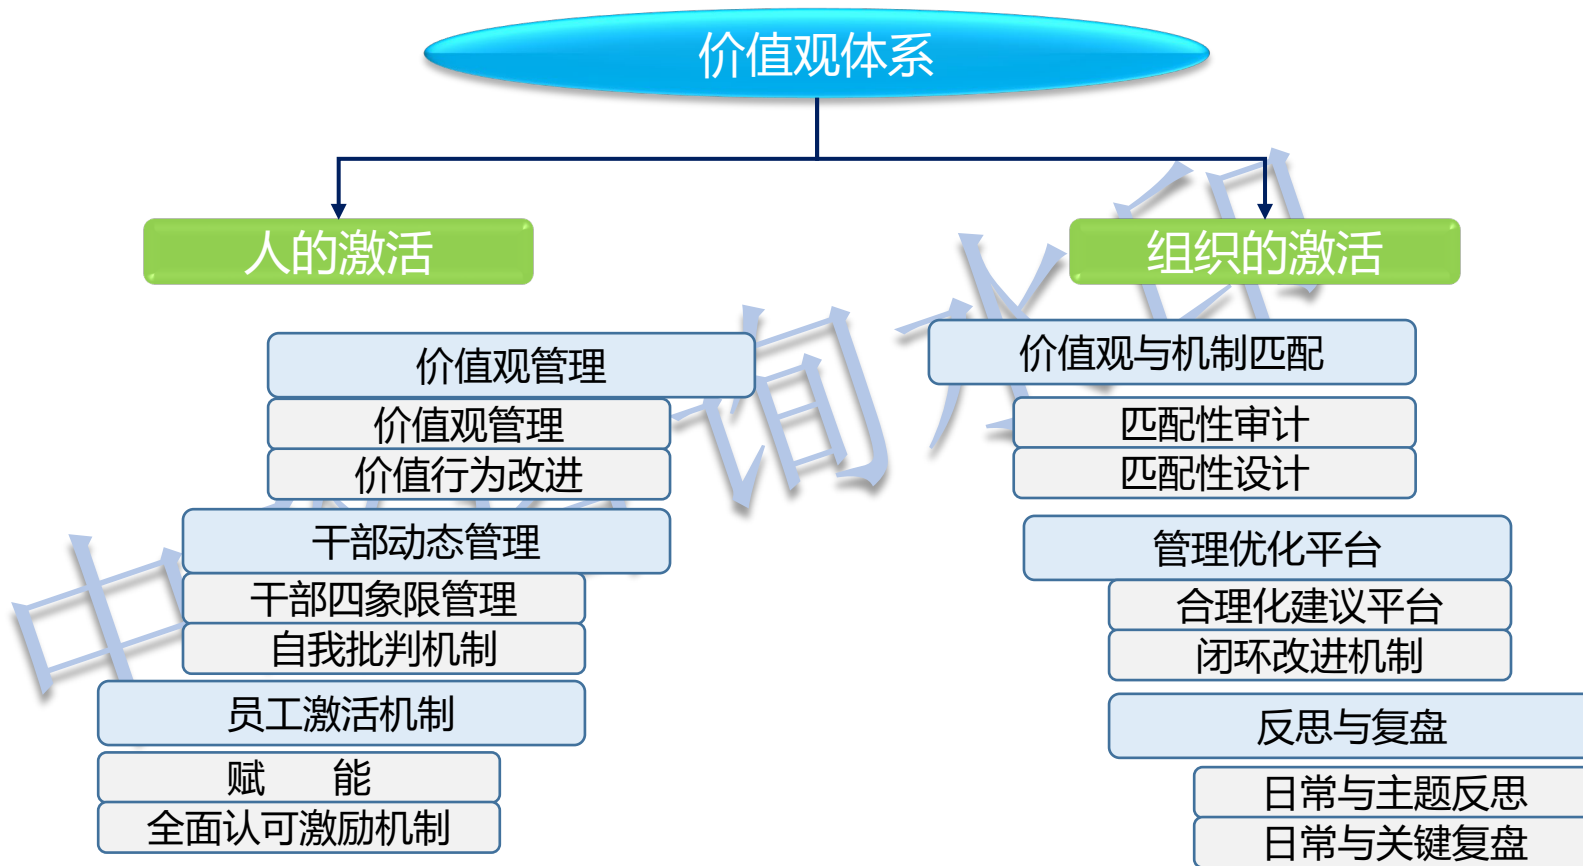 价值观体系
人的激活
组织的激活
价值观管理
价值观管理
价值行为改进
干部动态管理
干部四象限管理
自我批判机制
员工激活机制
赋 能
全面认可激励机制
价值观与机制匹配
匹配性审计
匹配性设计
管理优化平台
合理化建议平台
闭环改进机制
反思与复盘
日常与主题反思
日常与关键复盘